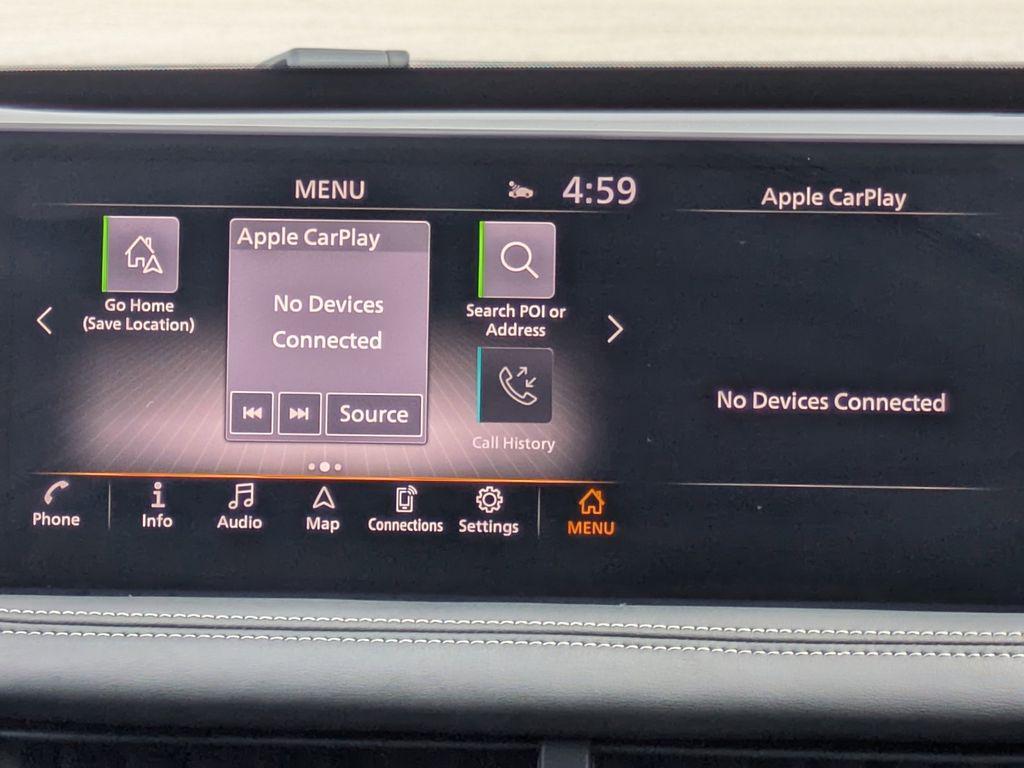 MENU
4:59
Apple CarPlay
Go Home
(Save Location)
Apple CarPlay
No Devices
Connected
Source
Search POI or
Address
Call History
No Devices Connected
Phone
Info
Audio
Map
Connections
Settings
MENU